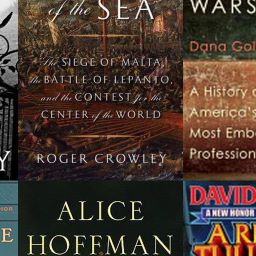 of the SEA
The SIEGE OF MALTA,
the BATTLE OF LEPANTO,
and the CONTEST for the
CENTER of the WORLD
ROGER CROWLEY
WARS
Dana Gol
A History o
America's
Most Emba
Profession
Y
ALICE
HOFFMAN
E
DAVID
A NEW HONOR